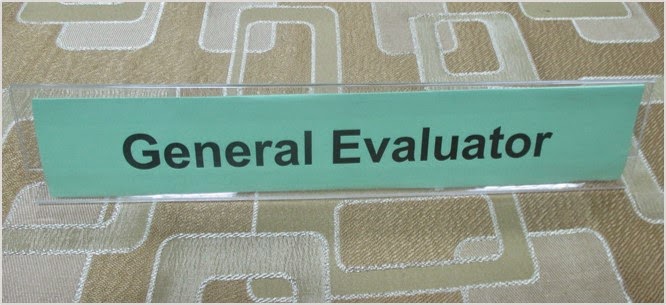 General Evaluator